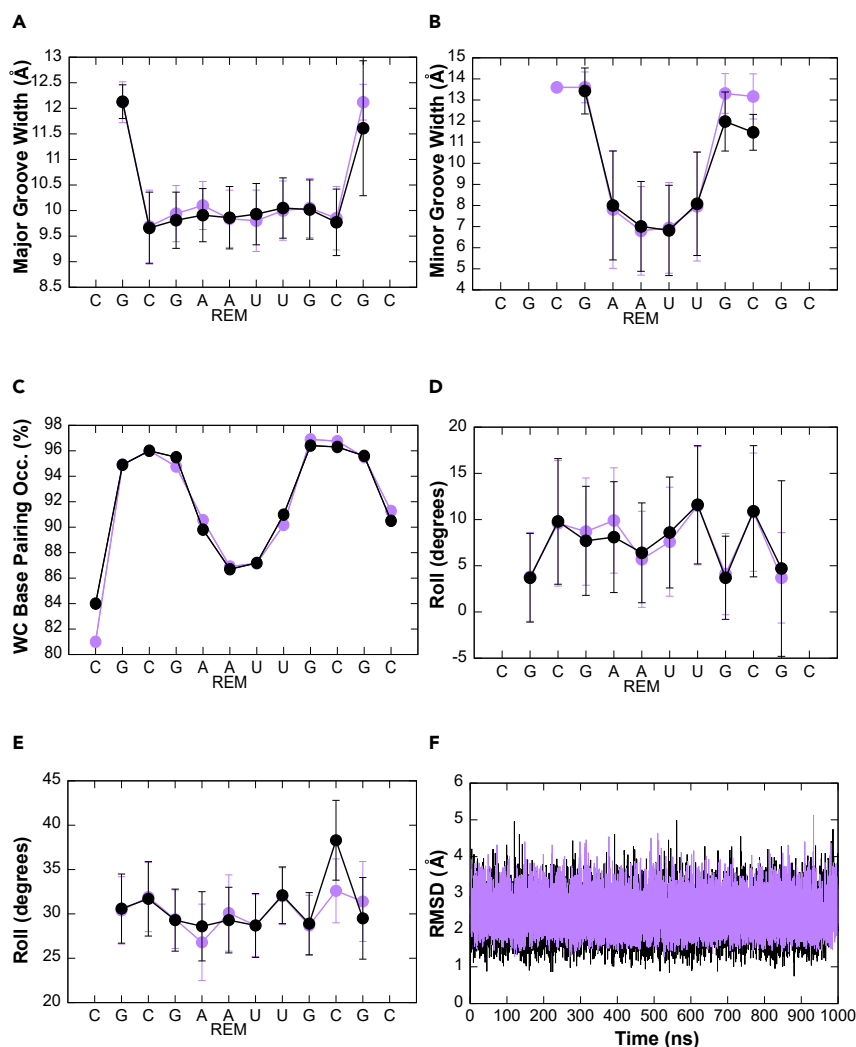 A
Major Groove Width (Å)
13
12.5
12
11.5
11
10.5
10
9.5
9
8.5
C G C G A A U U G C G C
REM
B
Minor Groove Width (Å)
15
14
13
12
11
10
9
8
7
6
5
4
C G C G A A U U G C G C
REM
C
WC Base Pairing Occ. (%)
98
96
94
92
90
88
86
84
82
80
C G C G A A U U G C G C
REM
D
Roll (degrees)
20
15
10
5
0
-5
C G C G A A U U G C G C
REM
E
Roll (degrees)
45
40
35
30
25
20
C G C G A A U U G C G C
REM
F
RMSD (Å)
6
5
4
3
2
1
0
0 100 200 300 400 500 600 700 800 900 1000
Time (ns)